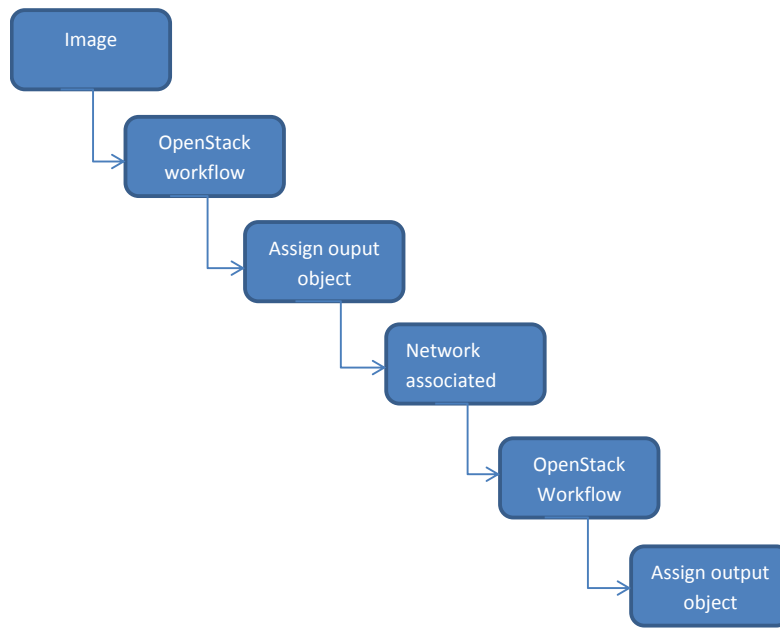 Image
OpenStack
workflow
Assign ouput
object
Network
associated
OpenStack
Workflow
Assign output
object